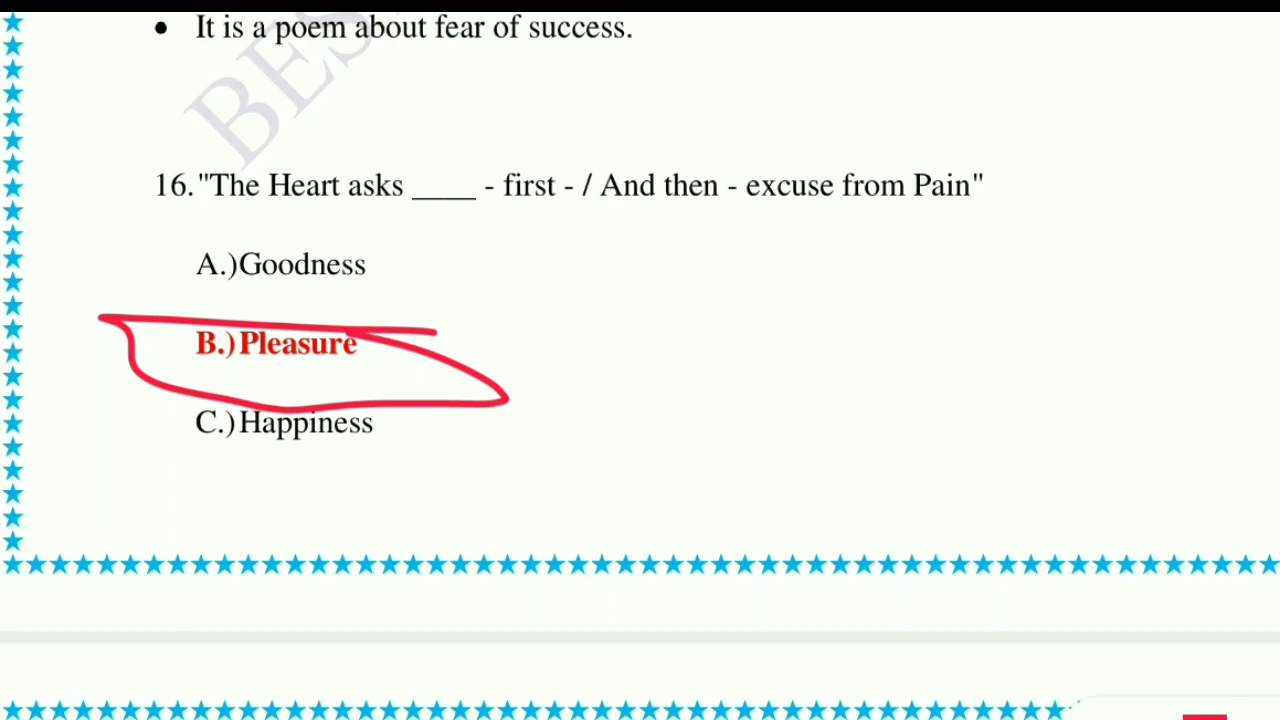 • It is a poem about fear of success.
16. "The Heart asks ____ - first - / And then - excuse from Pain"
A.) Goodness
B.) Pleasure
C.) Happiness